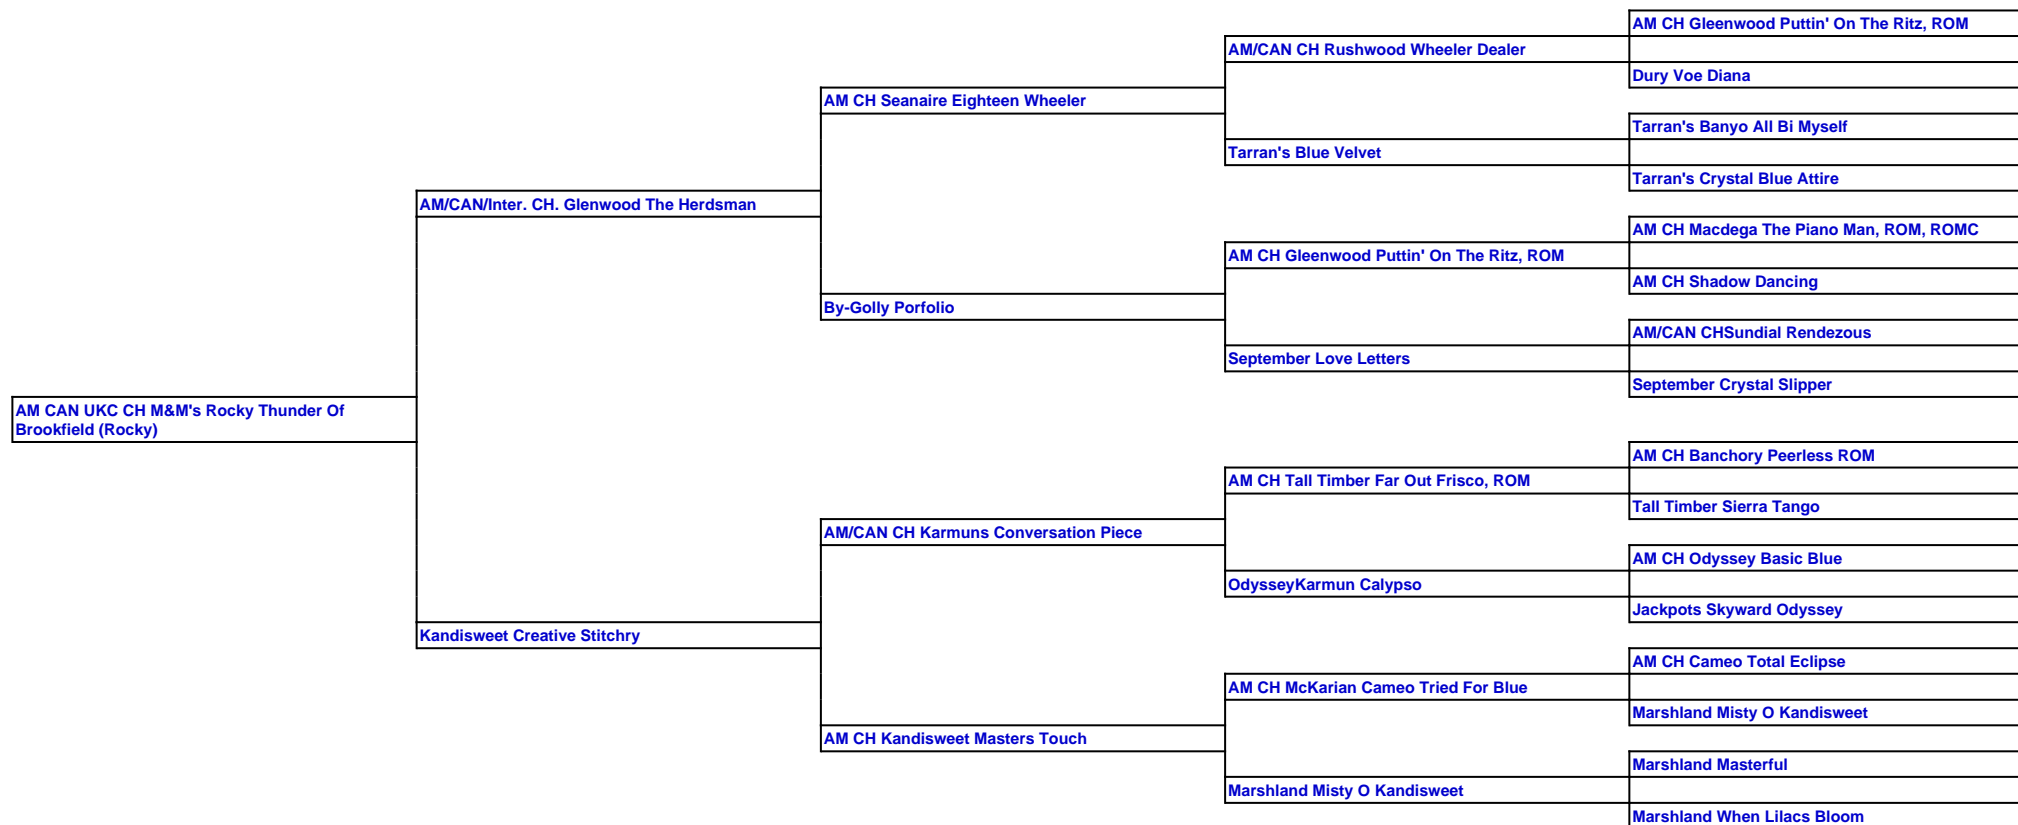 AM CH Gleenwood Puttin' On The Ritz, ROM
AM/CAN CH Rushwood Wheeler Dealer
Dury Voe Diana
AM CH Seanaire Eighteen Wheeler
Tarran's Banyo All Bi Myself
Tarran's Blue Velvet
Tarran's Crystal Blue Attire
AM/CAN/Inter. CH. Glenwood The Herdsman
AM CH Macdega The Piano Man, ROM, ROMC
AM CH Gleenwood Puttin' On The Ritz, ROM
AM CH Shadow Dancing
By-Golly Porfolio
AM/CAN CHSundial Rendezous
September Love Letters
September Crystal Slipper
AM CAN UKC CH M&M's Rocky Thunder Of
Brookfield (Rocky)
AM CH Banchory Peerless ROM
AM CH Tall Timber Far Out Frisco, ROM
Tall Timber Sierra Tango
AM/CAN CH Karmuns Conversation Piece
AM CH Odyssey Basic Blue
OdysseyKarmun Calypso
Jackpots Skyward Odyssey
Kandisweet Creative Stitchry
AM CH Cameo Total Eclipse
AM CH McKarian Cameo Tried For Blue
Marshland Misty O Kandisweet
AM CH Kandisweet Masters Touch
Marshland Masterful
Marshland Misty O Kandisweet
Marshland When Lilacs Bloom